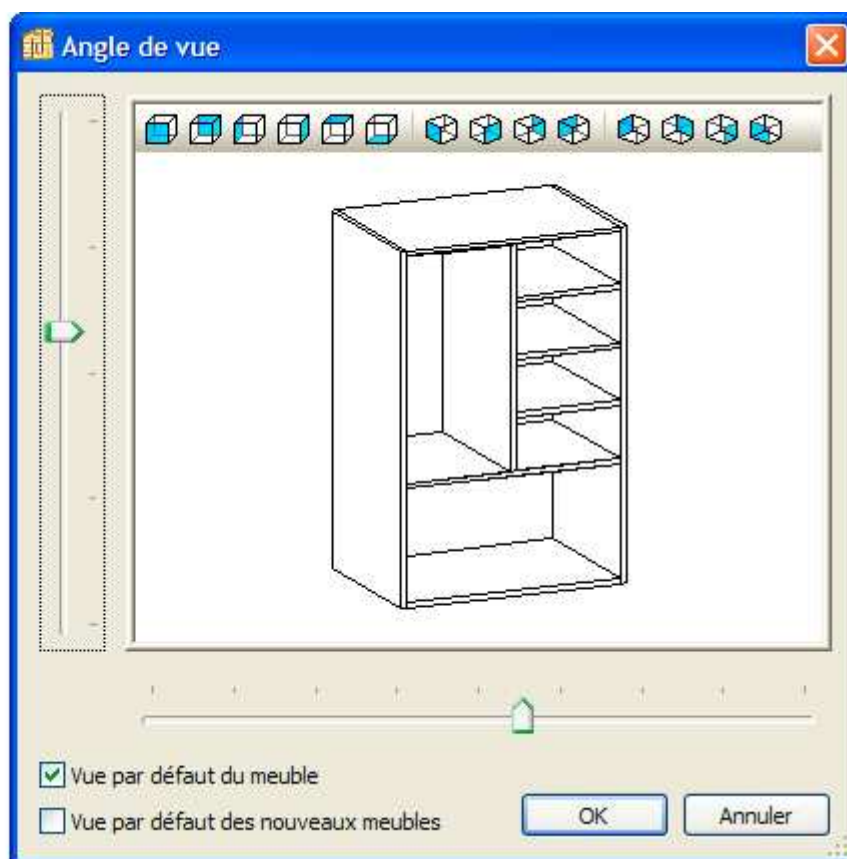 Angle de vue
Vue par défaut du meuble
Vue par défaut des nouveaux meubles
OK
Annuler